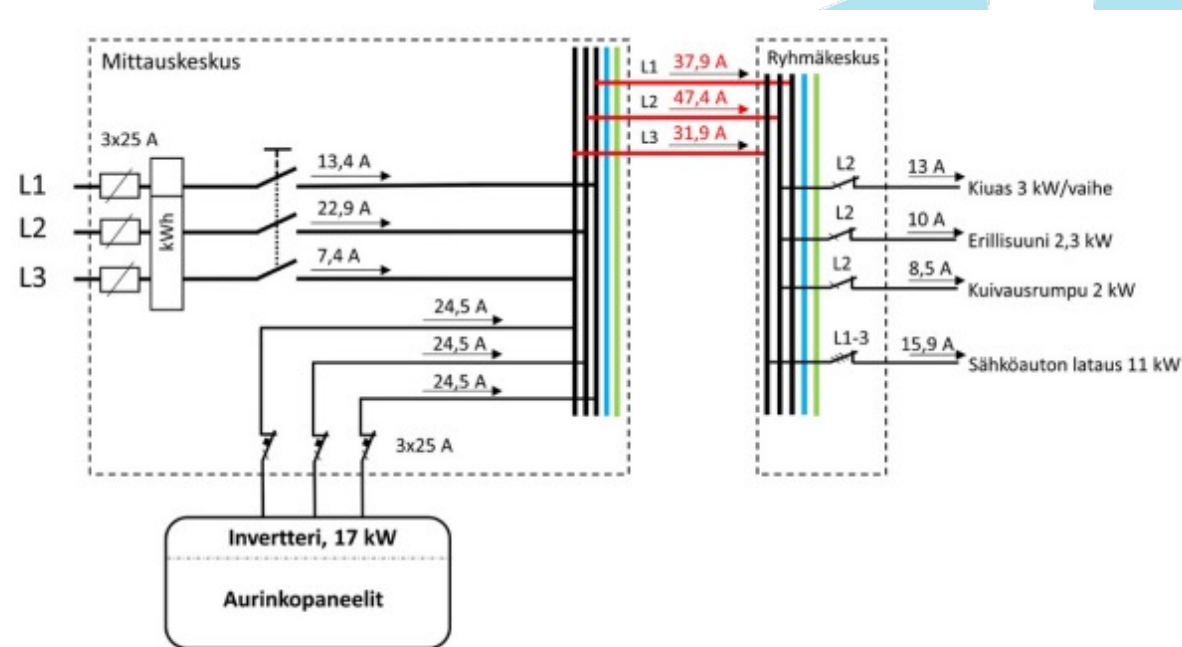 Mittauskeskus
3x25 A
L1
L2
L3
kWh
13,4 A
22,9 A
7,4 A
24,5 A
24,5 A
24,5 A
3x25 A
Invertteri, 17 kW
Aurinkopaneelit
L1 37,9 A
L2 47,4 A
L3 31,9 A
Ryhmäkeskus
L2 13 A Kiuas 3 kW/vaihe
L2 10 A Erillisuuni 2,3 kW
L2 8,5 A Kuivausrumpu 2 kW
L1-3 15,9 A Sähköauton lataus 11 kW